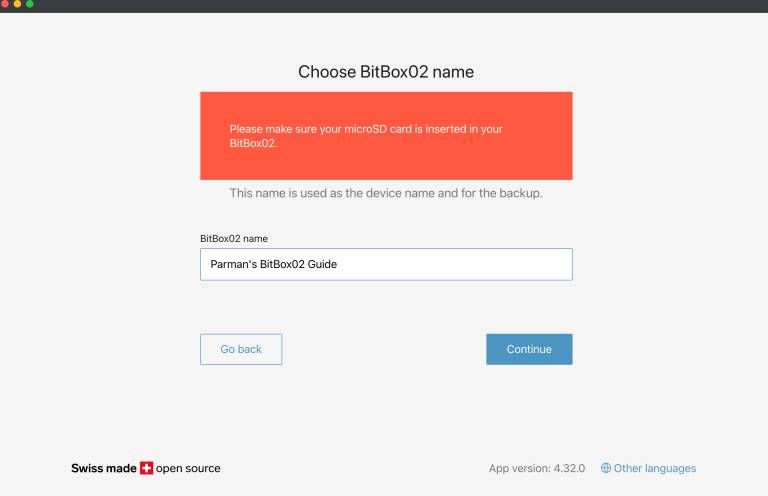 Choose BitBox02 name
Please make sure your microSD card is inserted in your
BitBox02.
This name is used as the device name and for the backup.
BitBox02 name
Parman's BitBox02 Guide
Go back
Continue
Swiss made open source
App version: 4.32.0
Other languages